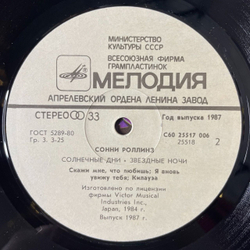 МИНИСТЕРСТВО
КУЛЬТУРЫ СССР
ВСЕСОЮЗНАЯ ФИРМА
ГРАМПЛАСТИНОК
МЕЛОДИЯ
АПРЕЛЕВСКИЙ ОРДЕНА ЛЕНИНА ЗАВОД
СТЕРЕО 33
Год выпуска 1987
ГОСТ 5289-80
Гр. 3. 3-25
С60 25517 006
25518
2
СОННИ РОЛЛИНЗ
СОЛНЕЧНЫЕ ДНИ · ЗВЕЗДНЫЕ НОЧИ
Скажи мне, что любишь; Я вновь
увижу тебя; Килауэа
Изготовлено по лицензии
фирмы Victor Musical
Industries Inc.,
Japan, 1984 г.
Выпуск 1987 г.